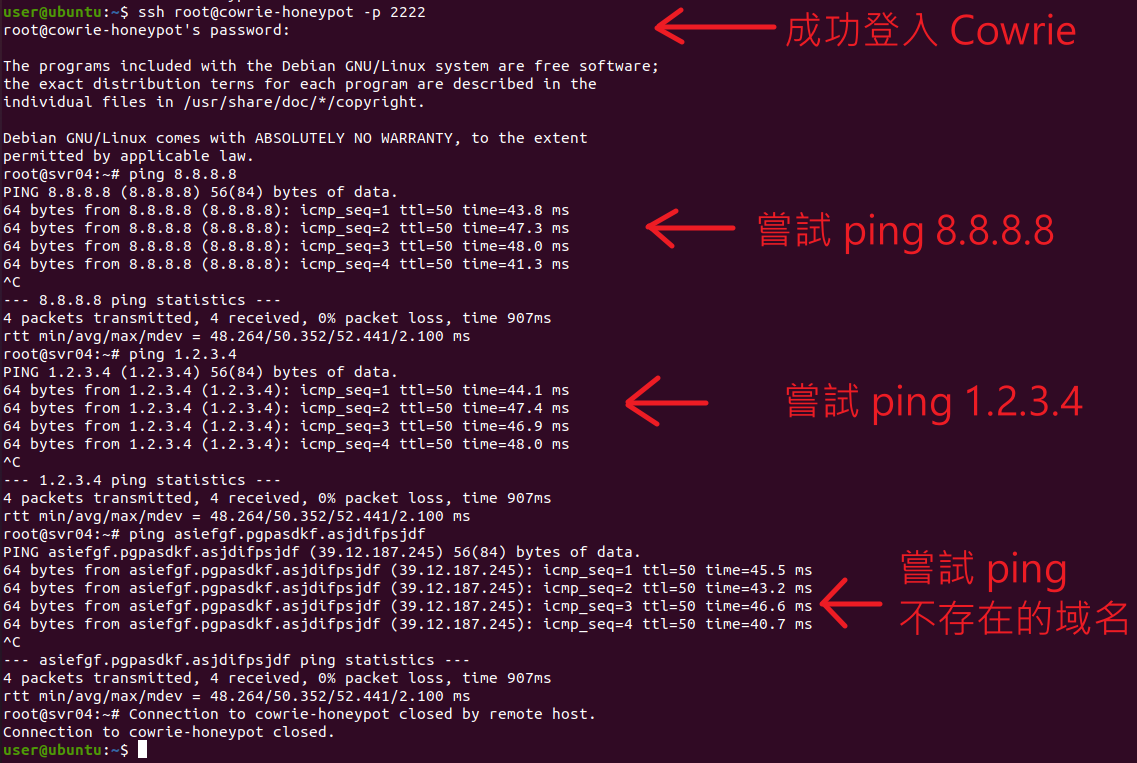 user@ubuntu:~$ ssh root@cowrie-honeypot -p 2222
root@cowrie-honeypot's password:
成功登入 Cowrie
The programs included with the Debian GNU/Linux system are free software;
the exact distribution terms for each program are described in the
individual files in /usr/share/doc/*/copyright.
Debian GNU/Linux comes with ABSOLUTELY NO WARRANTY, to the extent
permitted by applicable law.
root@svr04:~# ping 8.8.8.8
PING 8.8.8.8 (8.8.8.8) 56(84) bytes of data.
64 bytes from 8.8.8.8 (8.8.8.8): icmp_seq=1 ttl=50 time=43.8 ms
64 bytes from 8.8.8.8 (8.8.8.8): icmp_seq=2 ttl=50 time=47.3 ms
64 bytes from 8.8.8.8 (8.8.8.8): icmp_seq=3 ttl=50 time=48.0 ms
64 bytes from 8.8.8.8 (8.8.8.8): icmp_seq=4 ttl=50 time=41.3 ms
嘗試 ping 8.8.8.8
^C
--- 8.8.8.8 ping statistics ---
4 packets transmitted, 4 received, 0% packet loss, time 907ms
rtt min/avg/max/mdev = 48.264/50.352/52.441/2.100 ms
root@svr04:~# ping 1.2.3.4
PING 1.2.3.4 (1.2.3.4) 56(84) bytes of data.
64 bytes from 1.2.3.4 (1.2.3.4): icmp_seq=1 ttl=50 time=44.1 ms
64 bytes from 1.2.3.4 (1.2.3.4): icmp_seq=2 ttl=50 time=47.4 ms
64 bytes from 1.2.3.4 (1.2.3.4): icmp_seq=3 ttl=50 time=46.9 ms
64 bytes from 1.2.3.4 (1.2.3.4): icmp_seq=4 ttl=50 time=48.0 ms
嘗試 ping 1.2.3.4
^C
--- 1.2.3.4 ping statistics ---
4 packets transmitted, 4 received, 0% packet loss, time 907ms
rtt min/avg/max/mdev = 48.264/50.352/52.441/2.100 ms
root@svr04:~# ping asiefgf.pgpasdkf.asjdifpsjdf
PING asiefgf.pgpasdkf.asjdifpsjdf (39.12.187.245) 56(84) bytes of data.
64 bytes from asiefgf.pgpasdkf.asjdifpsjdf (39.12.187.245): icmp_seq=1 ttl=50 time=45.5 ms
64 bytes from asiefgf.pgpasdkf.asjdifpsjdf (39.12.187.245): icmp_seq=2 ttl=50 time=43.2 ms
64 bytes from asiefgf.pgpasdkf.asjdifpsjdf (39.12.187.245): icmp_seq=3 ttl=50 time=46.6 ms
64 bytes from asiefgf.pgpasdkf.asjdifpsjdf (39.12.187.245): icmp_seq=4 ttl=50 time=40.7 ms
嘗試 ping
不存在的域名
^C
--- asiefgf.pgpasdkf.asjdifpsjdf ping statistics ---
4 packets transmitted, 4 received, 0% packet loss, time 907ms
rtt min/avg/max/mdev = 48.264/50.352/52.441/2.100 ms
root@svr04:~# Connection to cowrie-honeypot closed by remote host.
Connection to cowrie-honeypot closed.
user@ubuntu:~$